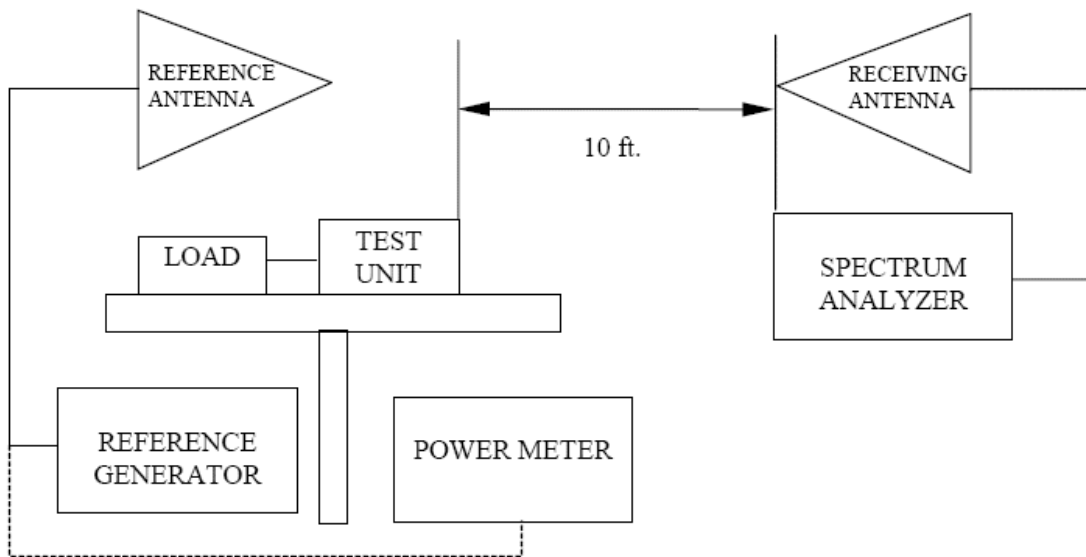 REFERENCE
ANTENNA
RECEIVING
ANTENNA
10 ft.
LOAD
TEST
UNIT
SPECTRUM
ANALYZER
REFERENCE
GENERATOR
POWER METER